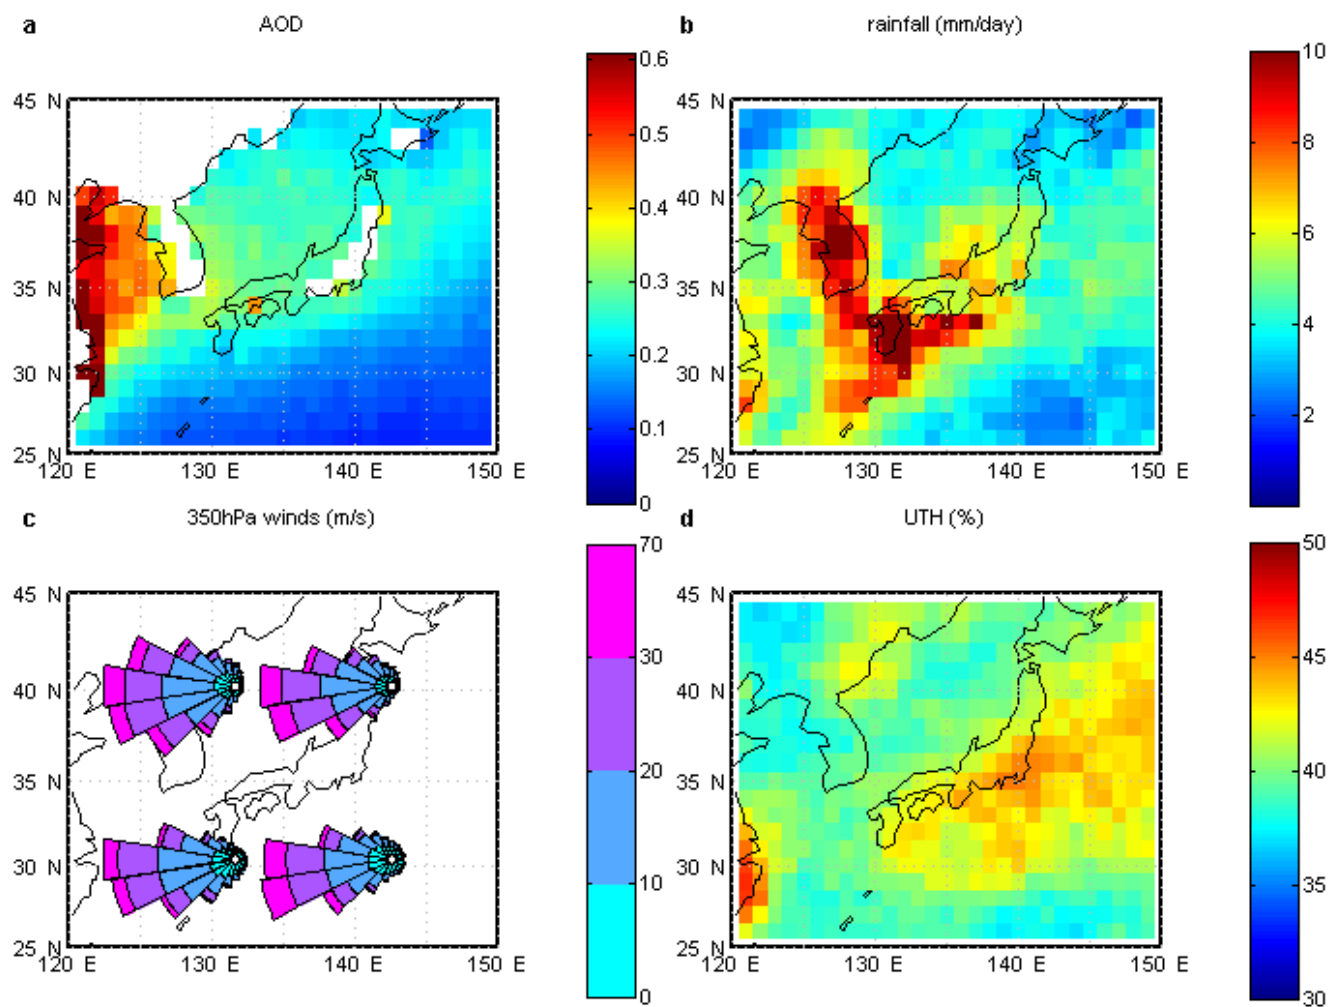 a
AOD
45 N
40 N
35 N
30 N
25 N
120 E
130 E
140 E
150 E
0.6
0.5
0.4
0.3
0.2
0.1
0
b
rainfall (mm/day)
45 N
40 N
35 N
30 N
25 N
120 E
130 E
140 E
150 E
10
8
6
4
2
c
350hPa winds (m/s)
45 N
40 N
35 N
30 N
25 N
120 E
130 E
140 E
150 E
70
30
20
10
0
d
UTH (%)
45 N
40 N
35 N
30 N
25 N
120 E
130 E
140 E
150 E
50
45
40
35
30